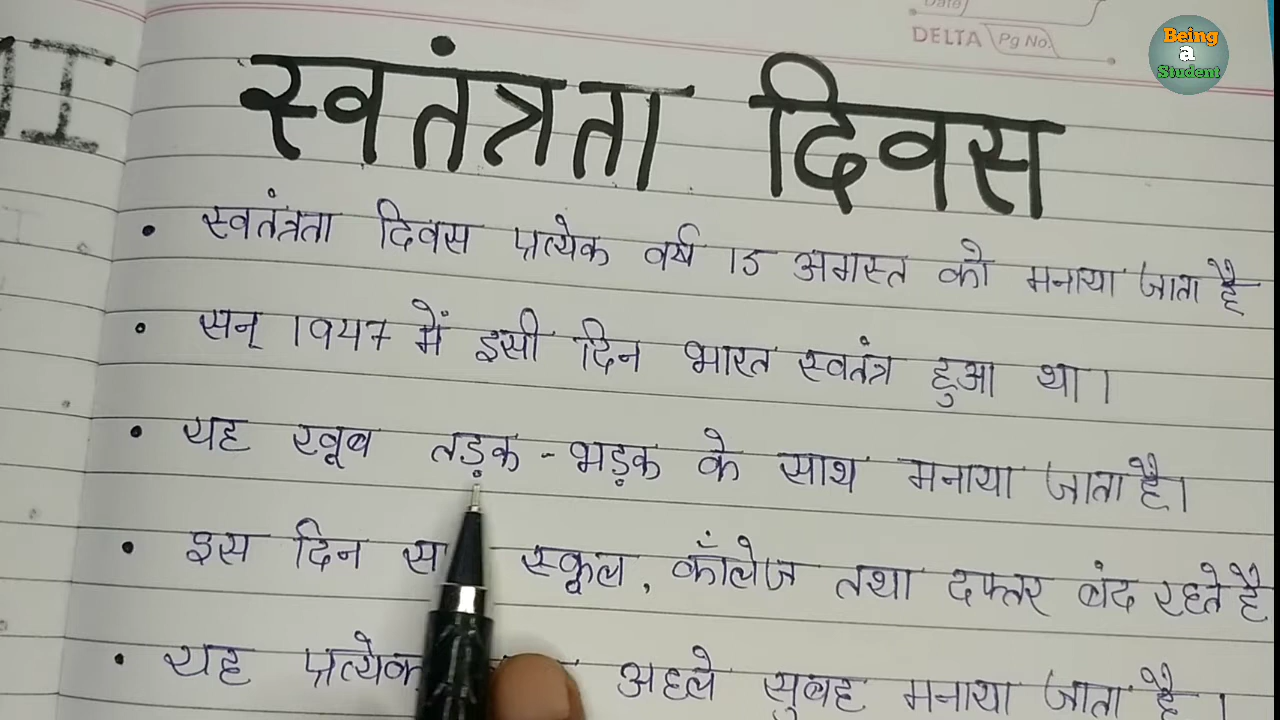 Date
DELTA Pg No.
Being
a
Student
स्वतंत्रता दिवस
• स्वतंत्रता दिवस प्रत्येक वर्ष 15 अगस्त को मनाया जाता है
• सन् 1947 में इसी दिन भारत स्वतंत्र हुआ था।
• यह खूब तड़क-भड़क के साथ मनाया जाता है।
• इस दिन स्कूल, कॉलेज तथा दफ्तर बंद रहते है
• यह प्रत्येक अहले सुबह मनाया जाता है।